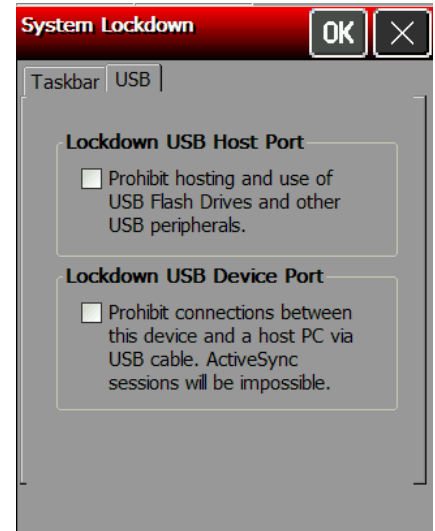 System Lockdown
OK
Taskbar USB
Lockdown USB Host Port
Prohibit hosting and use of
USB Flash Drives and other
USB peripherals.
Lockdown USB Device Port
Prohibit connections between
this device and a host PC via
USB cable. ActiveSync
sessions will be impossible.